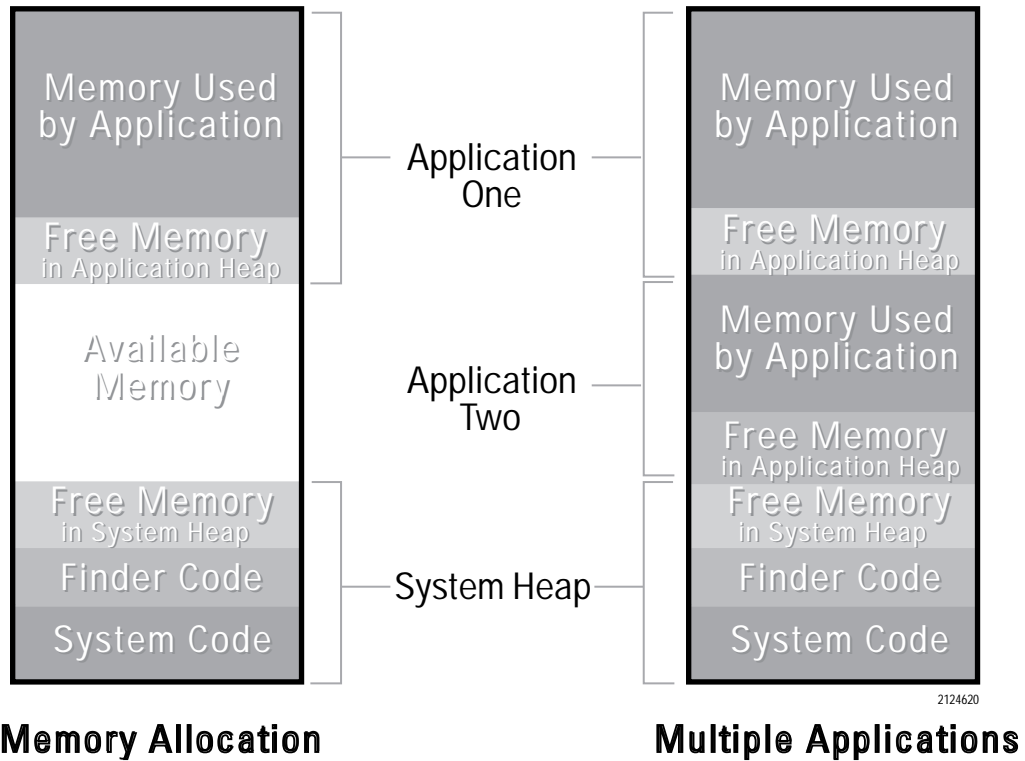 Memory Used
by Application
Free Memory
in Application Heap
Available
Memory
Free Memory
in System Heap
Finder Code
System Code
Application
One
Application
Two
System Heap
Memory Used
by Application
Free Memory
in Application Heap
Memory Used
by Application
Free Memory
in Application Heap
Free Memory
in System Heap
Finder Code
System Code
2124620
Memory Allocation
Multiple Applications